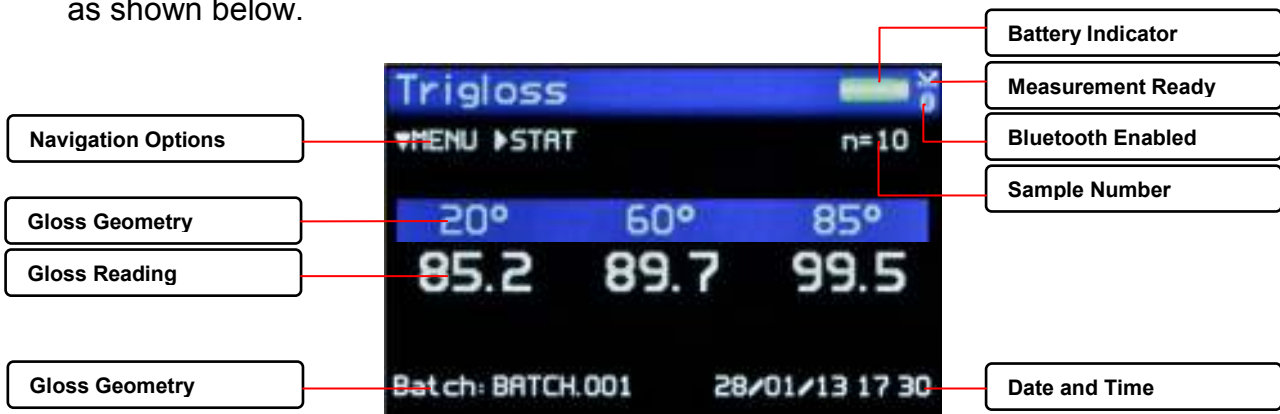 as shown below.
Battery Indicator
Trigloss
Measurement Ready
Navigation Options
MENU STAT
n=10
Bluetooth Enabled
Sample Number
Gloss Geometry
20° 60° 85°
Gloss Reading
85.2 89.7 99.5
Gloss Geometry
Batch: BATCH.001 28/01/13 17 30
Date and Time